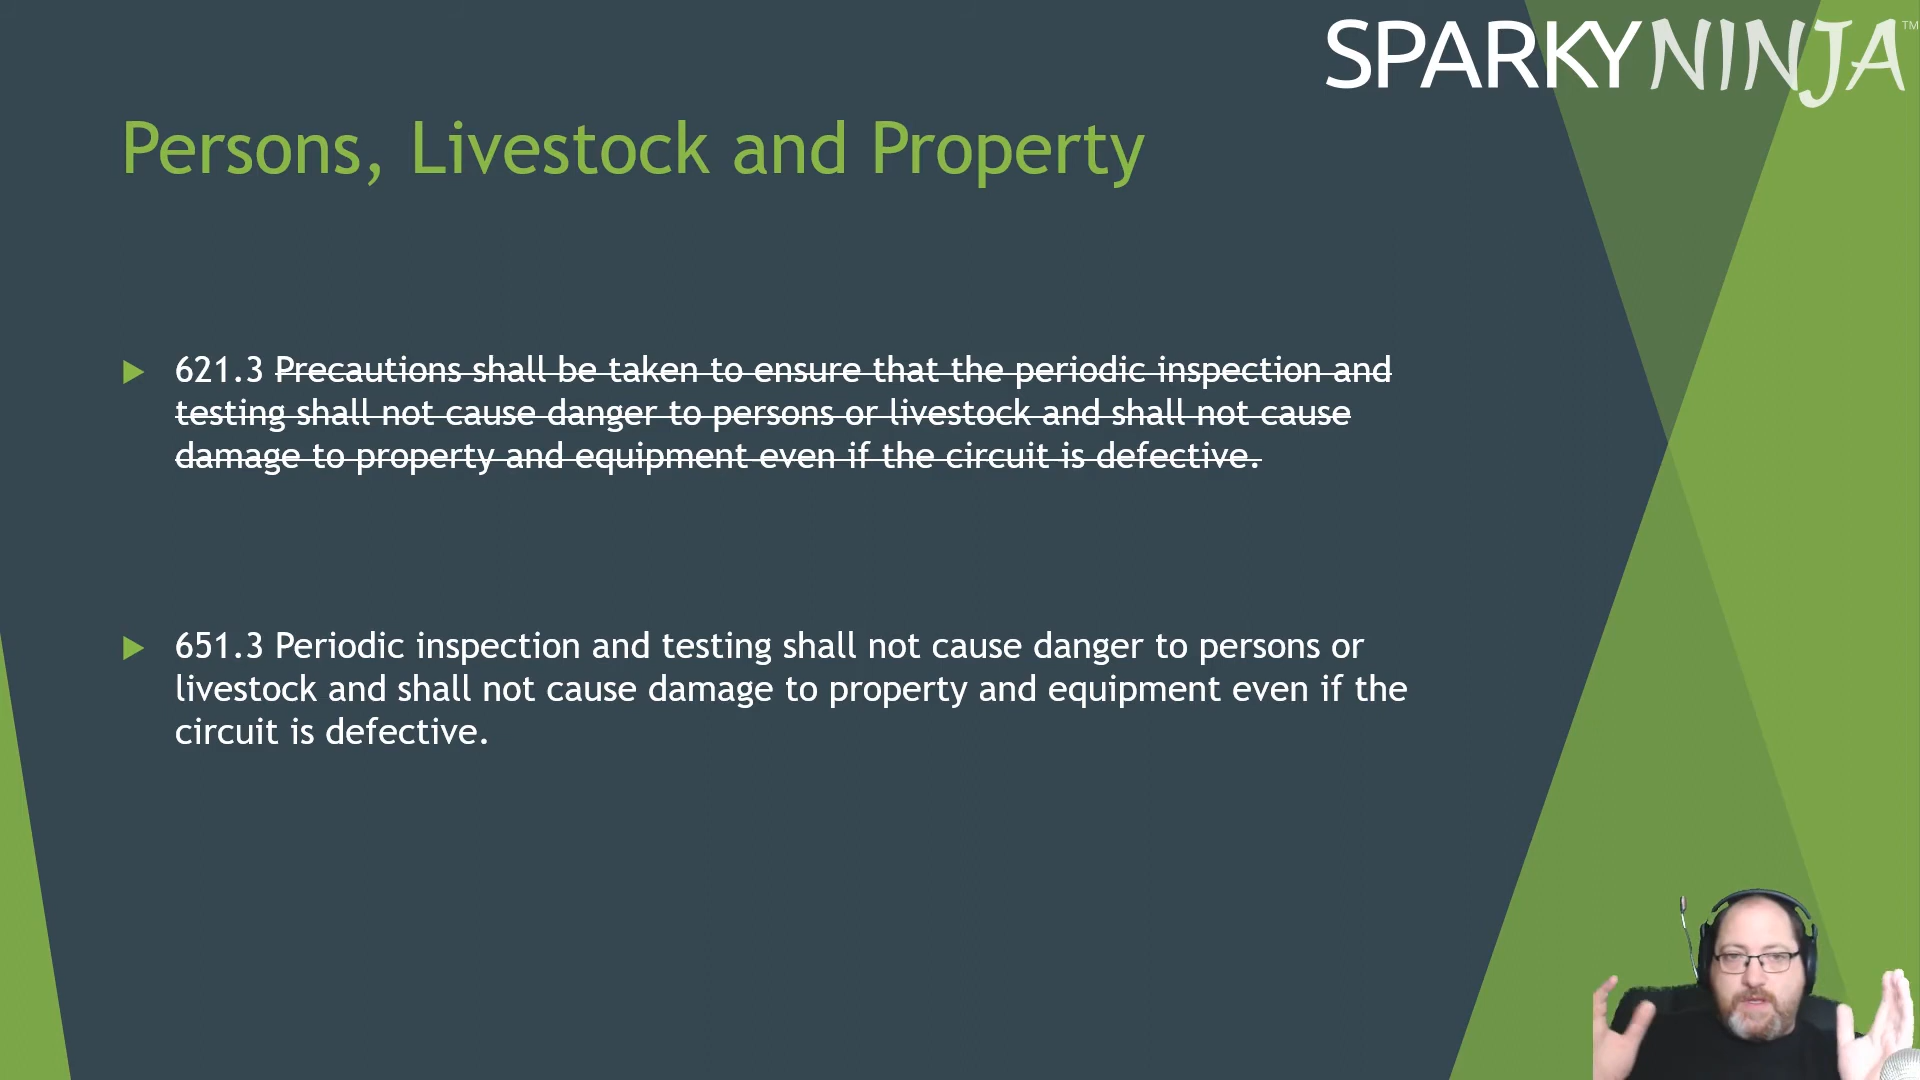 SPARKYNINJA™
Persons, Livestock and Property
621.3 Precautions shall be taken to ensure that the periodic inspection and
testing shall not cause danger to persons or livestock and shall not cause
damage to property and equipment even if the circuit is defective.
651.3 Periodic inspection and testing shall not cause danger to persons or
livestock and shall not cause damage to property and equipment even if the
circuit is defective.